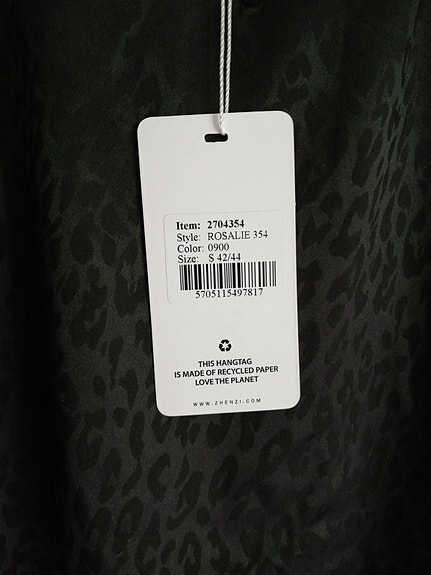 Item: 2704354
Style: ROSALIE 354
Color: 0900
Size: S 42/44
5705115497817
THIS HANGTAG
IS MADE OF RECYCLED PAPER
LOVE THE PLANET
WWW.ZHENZI.COM